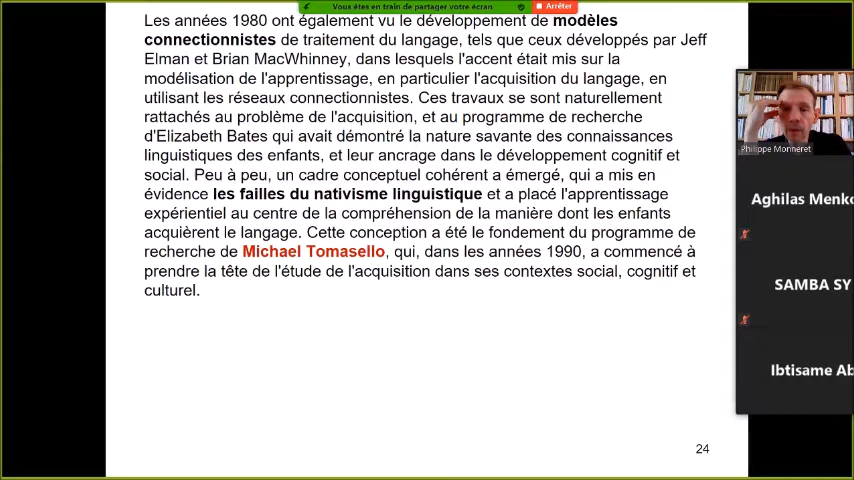 Vous êtes en train de partager votre écran
Arrêter
Les années 1980 ont également vu le développement de modèles
connectionnistes de traitement du langage, tels que ceux développés par Jeff
Elman et Brian MacWhinney, dans lesquels l'accent était mis sur la
modélisation de l'apprentissage, en particulier l'acquisition du langage, en
utilisant les réseaux connectionnistes. Ces travaux se sont naturellement
rattachés au problème de l'acquisition, et au programme de recherche
d'Elizabeth Bates qui avait démontré la nature savante des connaissances
linguistiques des enfants, et leur ancrage dans le développement cognitif et
social. Peu à peu, un cadre conceptuel cohérent a émergé, qui a mis en
évidence les failles du nativisme linguistique et a placé l'apprentissage
expérientiel au centre de la compréhension de la manière dont les enfants
acquièrent le langage. Cette conception a été le fondement du programme de
recherche de Michael Tomasello, qui, dans les années 1990, a commencé à
prendre la tête de l'étude de l'acquisition dans ses contextes social, cognitif et
culturel.
24
Philippe Monneret
Aghilas Menko
SAMBA SY
Ibtisame Ab